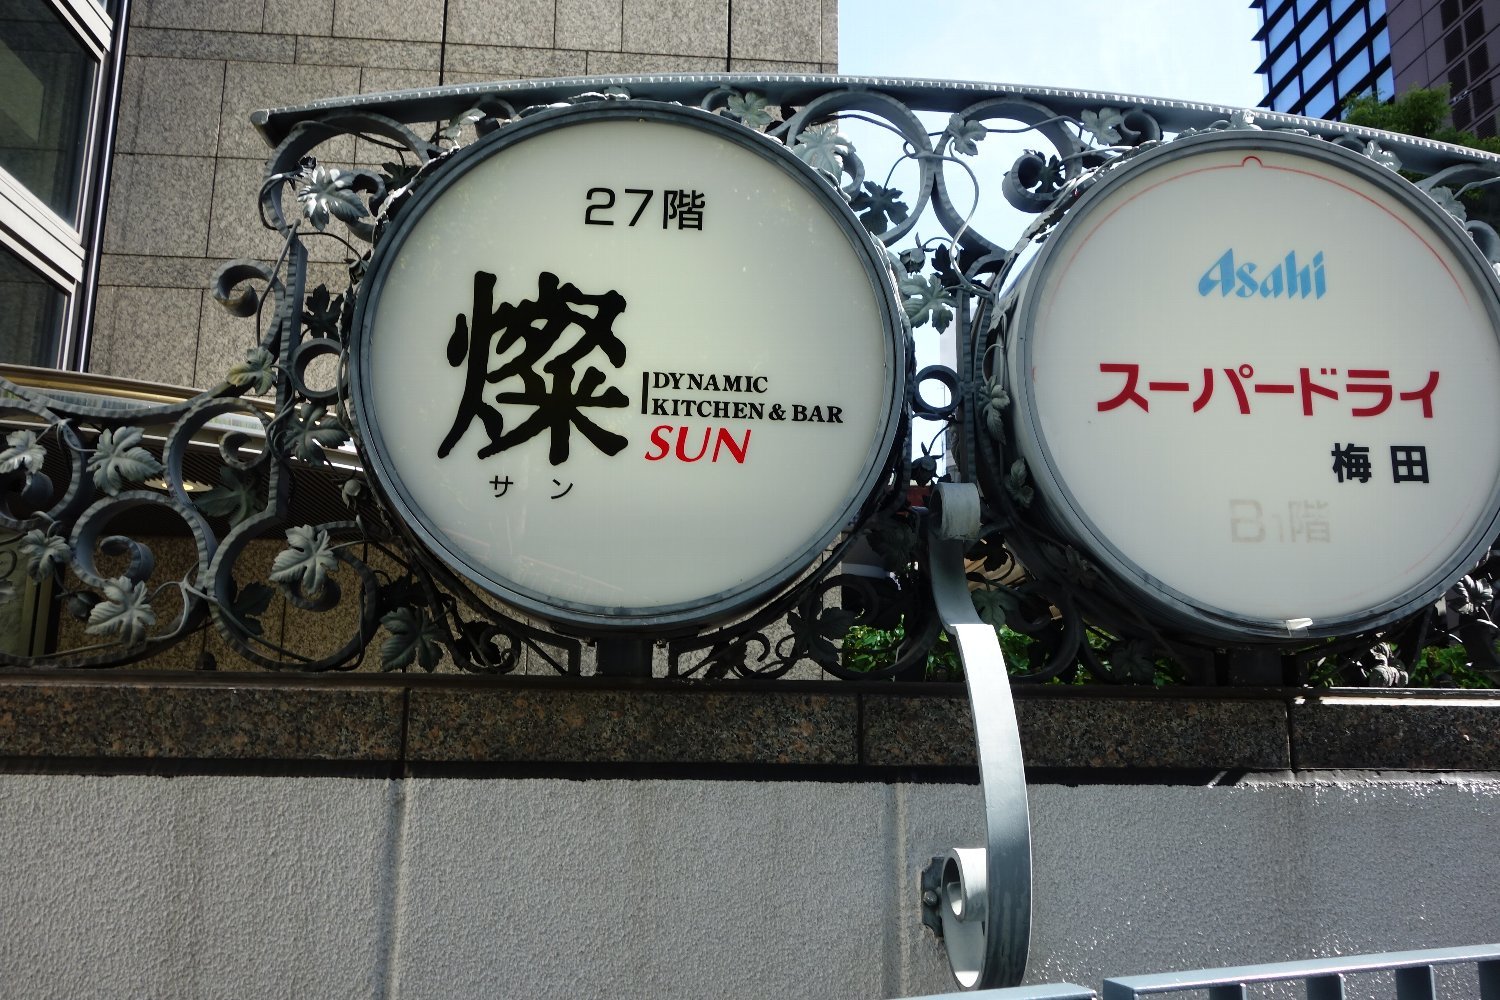 27階
燦
DYNAMIC
KITCHEN & BAR
SUN
サン
Asahi
スーパードライ
梅田
B1階